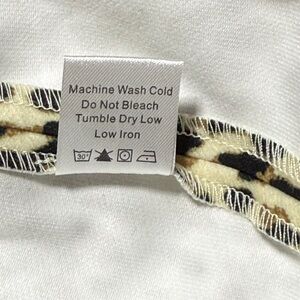 Machine Wash Cold
Do Not Bleach
Tumble Dry Low
Low Iron
30°